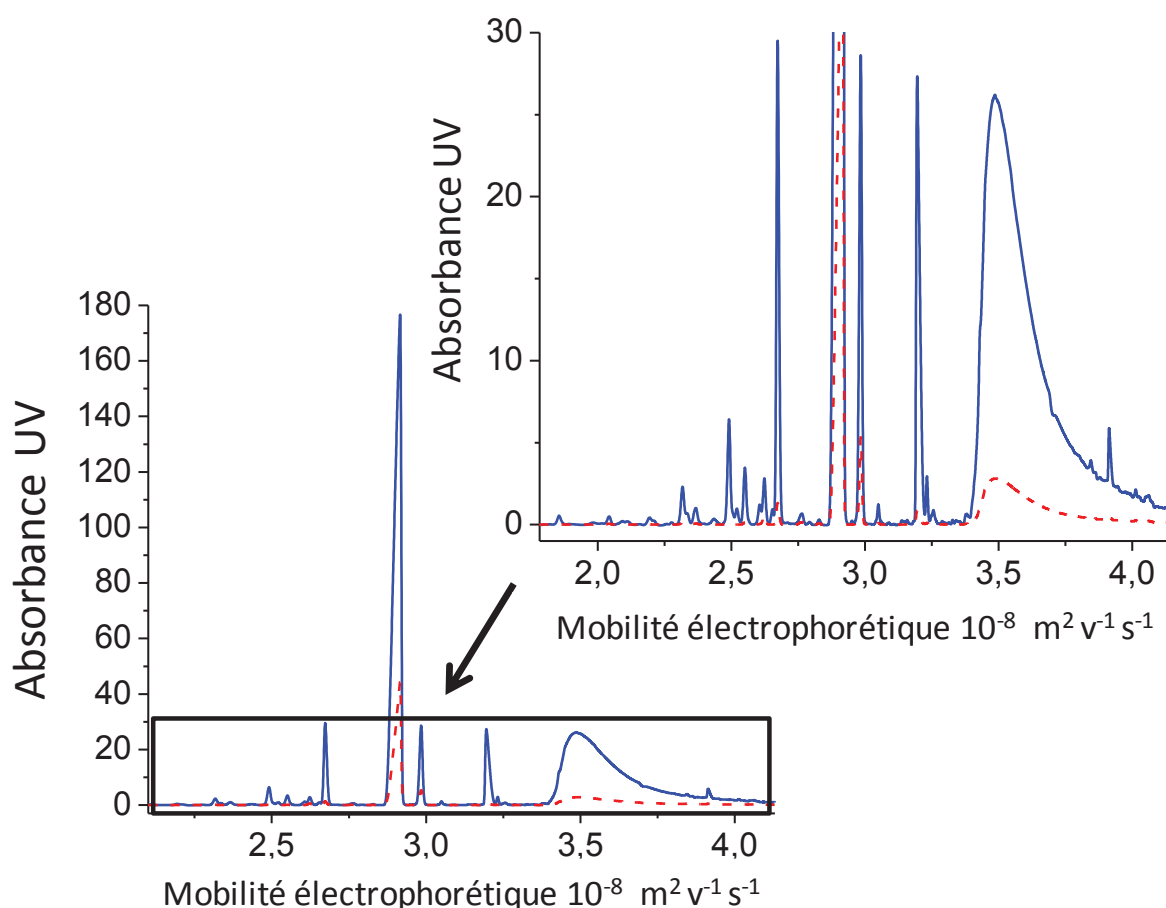 30
20
10
0
Absorbance UV
2,0 2,5 3,0 3,5 4,0
Mobilité électrophorétique 10⁻⁸ m² v⁻¹ s⁻¹
180
160
140
120
100
80
60
40
20
0
Absorbance UV
2,5 3,0 3,5 4,0
Mobilité électrophorétique 10⁻⁸ m² v⁻¹ s⁻¹